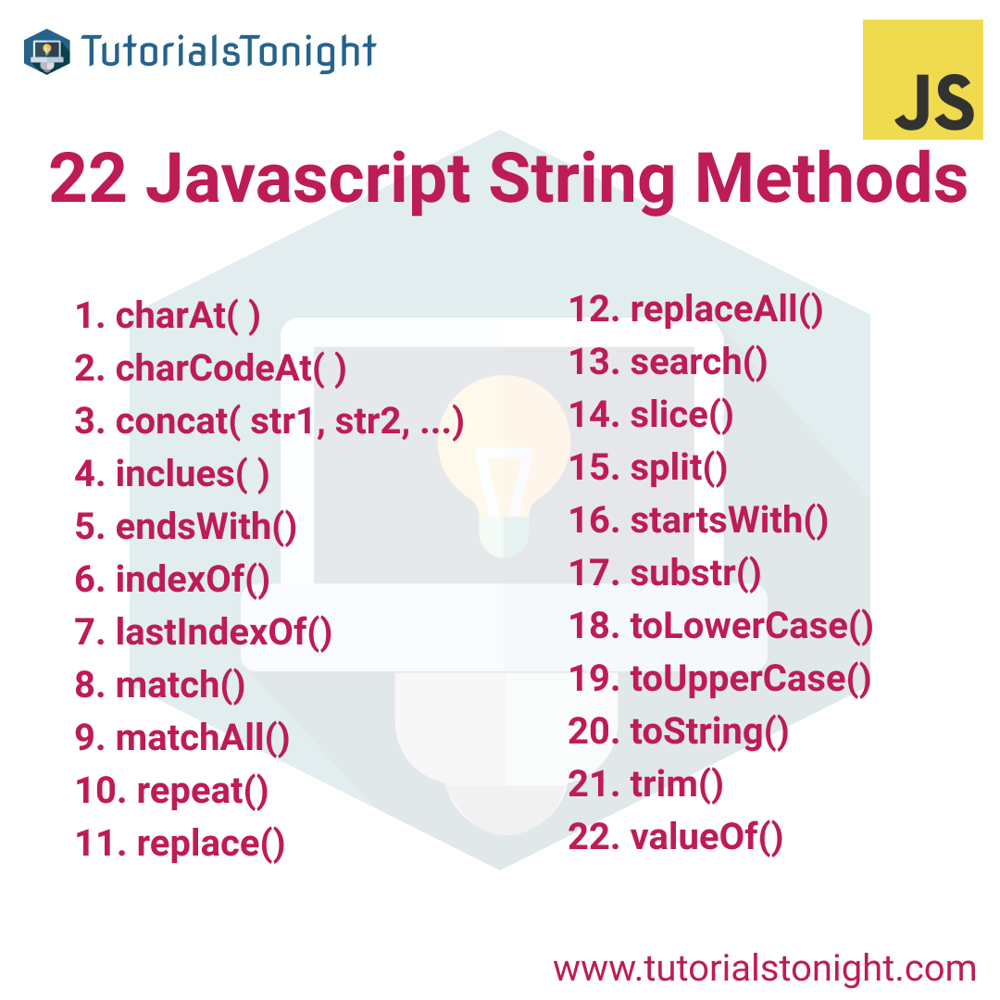 TutorialsTonight
JS
22 Javascript String Methods
1. charAt( )
2. charCodeAt( )
3. concat( str1, str2, ...)
4. inclues( )
5. endsWith()
6. indexOf()
7. lastIndexOf()
8. match()
9. matchAll()
10. repeat()
11. replace()
12. replaceAll()
13. search()
14. slice()
15. split()
16. startsWith()
17. substr()
18. toLowerCase()
19. toUpperCase()
20. toString()
21. trim()
22. valueOf()
www.tutorialstonight.com